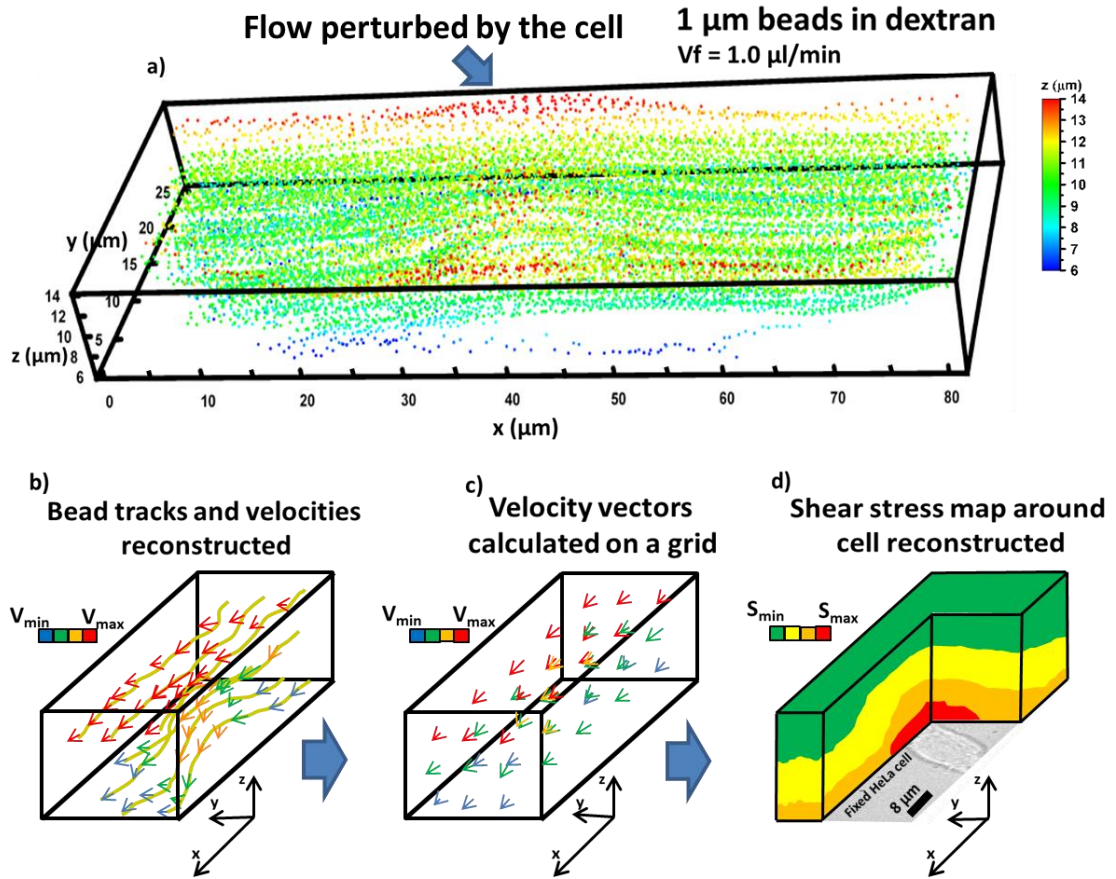 Flow perturbed by the cell
1 µm beads in dextran
Vf = 1.0 µl/min
a)
z (µm)
14
13
12
11
10
9
8
7
6
25
20
15
10
5
y (µm)
14
12
10
8
6
z (µm)
0 10 20 30 40 50 60 70 80
x (µm)
b)
Bead tracks and velocities
reconstructed
Vmin Vmax
z
y
x
c)
Velocity vectors
calculated on a grid
Vmin Vmax
z
y
x
d)
Shear stress map around
cell reconstructed
Smin Smax
Fixed HeLa cell
8 µm
z
y
x